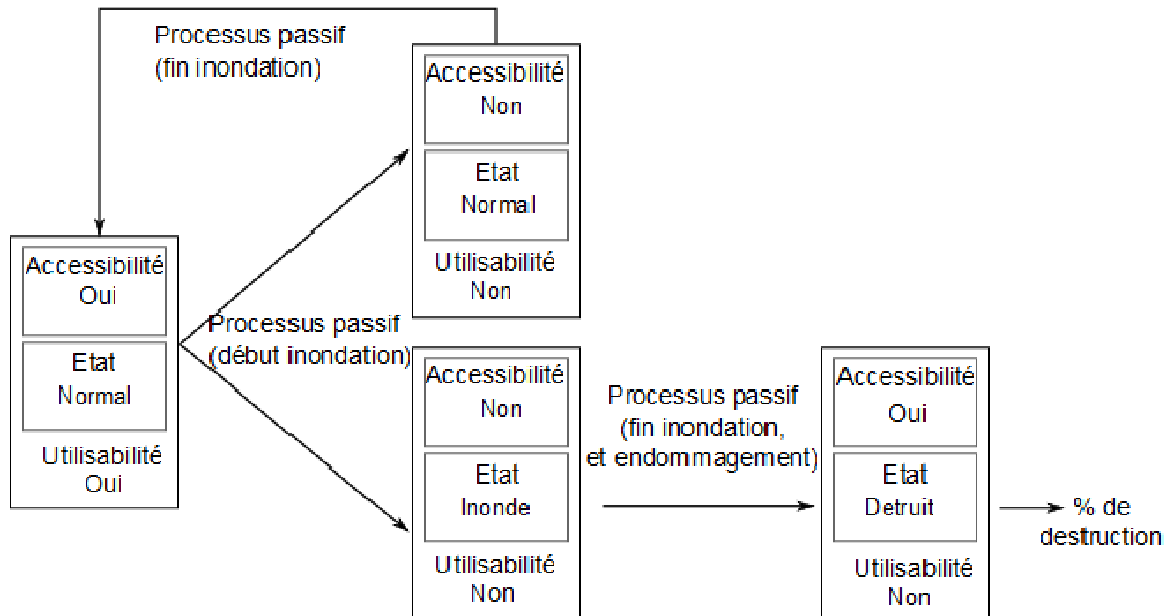 Processus passif
(fin inondation)
Accessibilité
Non
Etat
Normal
Utilisabilité
Non
Accessibilité
Oui
Etat
Normal
Utilisabilité
Oui
Processus passif
(début inondation)
Accessibilité
Non
Etat
Inonde
Utilisabilité
Non
Processus passif
(fin inondation,
et endommagement)
Accessibilité
Oui
Etat
Detruit
Utilisabilité
Non
% de
destruction